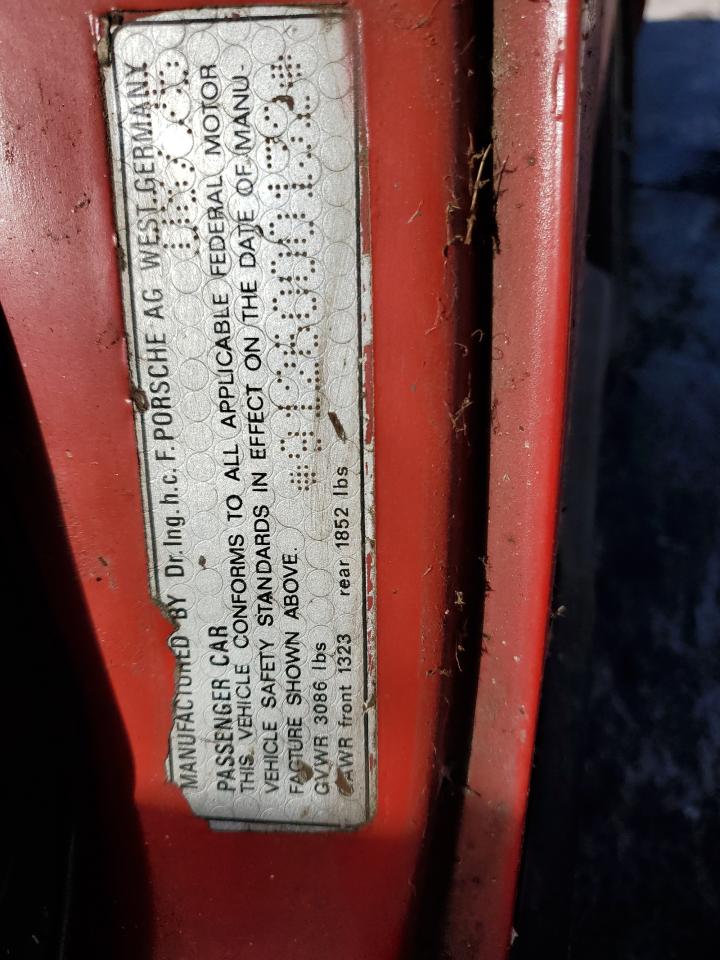 MANUFACTURED BY Dr. Ing. h.c. F. PORSCHE AG WEST. GERMANY
PASSENGER CAR
THIS VEHICLE CONFORMS TO ALL APPLICABLE FEDERAL MOTOR
VEHICLE SAFETY STANDARDS IN EFFECT ON THE DATE OF MANU-
FACTURE SHOWN ABOVE.
GVWR 3086 lbs
GAWR front 1323 rear 1852 lbs